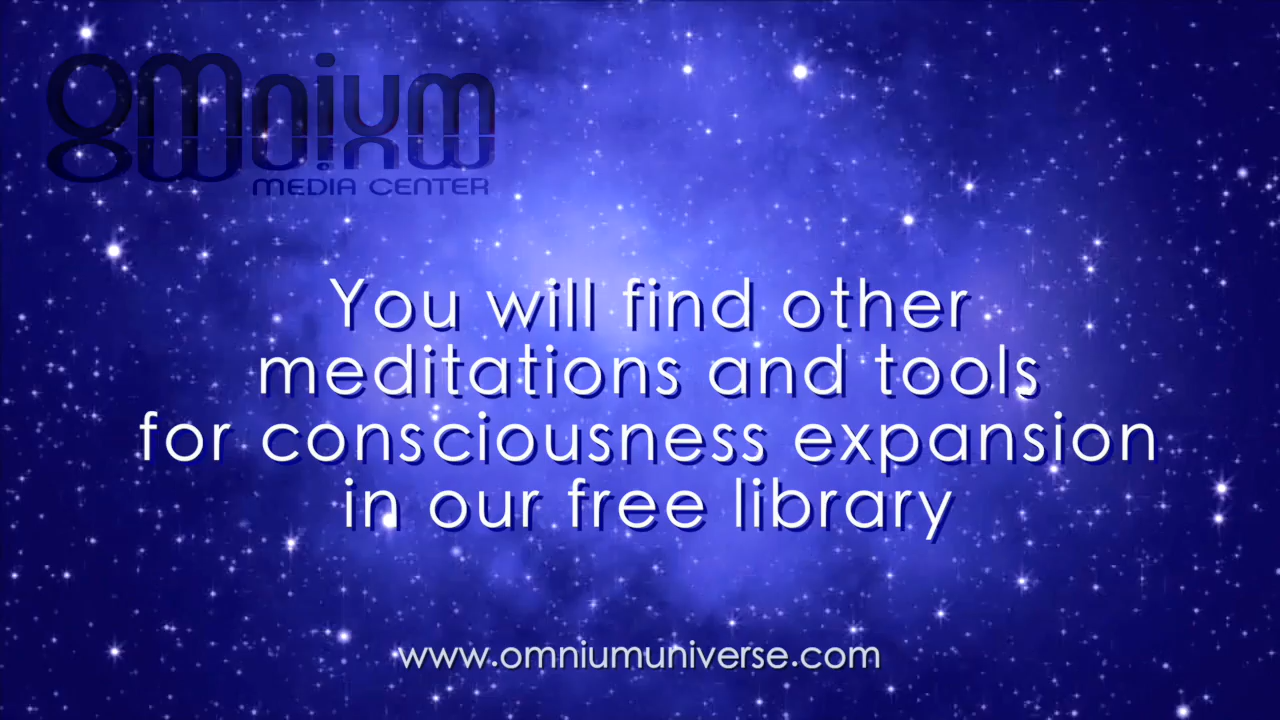 omnium
MEDIA CENTER
You will find other
meditations and tools
for consciousness expansion
in our free library
www.omniumuniverse.com